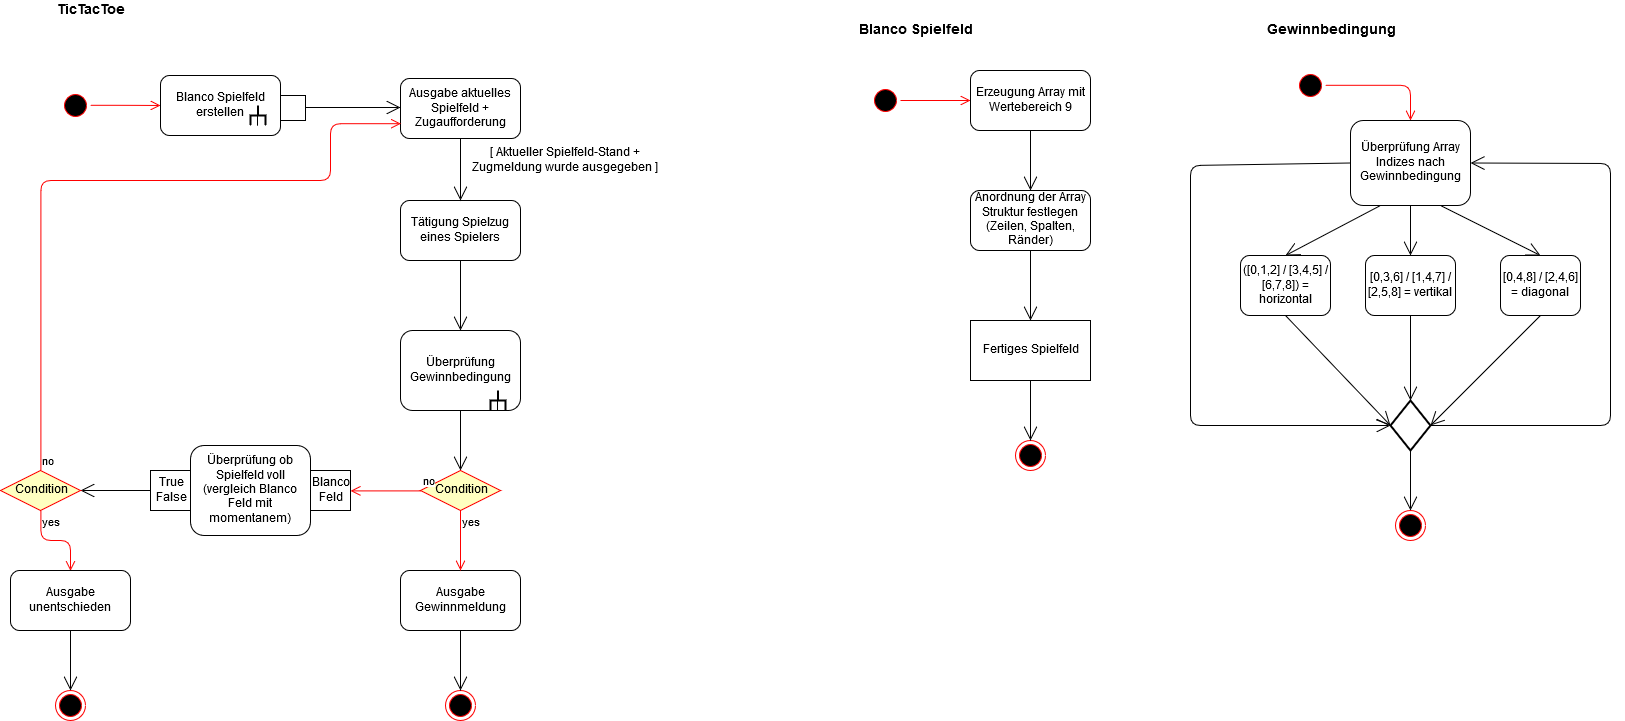 TicTacToe
Blanco Spielfeld
erstellen
Ausgabe aktuelles
Spielfeld +
Zugaufforderung
[ Aktueller Spielfeld-Stand +
Zugmeldung wurde ausgegeben ]
Tätigung Spielzug
eines Spielers
Überprüfung
Gewinnbedingung
Condition
no
yes
Blanco
Feld
Überprüfung ob
Spielfeld voll
(vergleich Blanco
Feld mit
momentanem)
True
False
Condition
no
yes
Ausgabe
unentschieden
Ausgabe
Gewinnmeldung
Blanco Spielfeld
Erzeugung Array mit
Wertebereich 9
Anordnung der Array
Struktur festlegen
(Zeilen, Spalten,
Ränder)
Fertiges Spielfeld
Gewinnbedingung
Überprüfung Array
Indizes nach
Gewinnbedingung
([0,1,2] / [3,4,5] /
[6,7,8]) =
horizontal
[0,3,6] / [1,4,7] /
[2,5,8] = vertikal
[0,4,8] / [2,4,6]
= diagonal